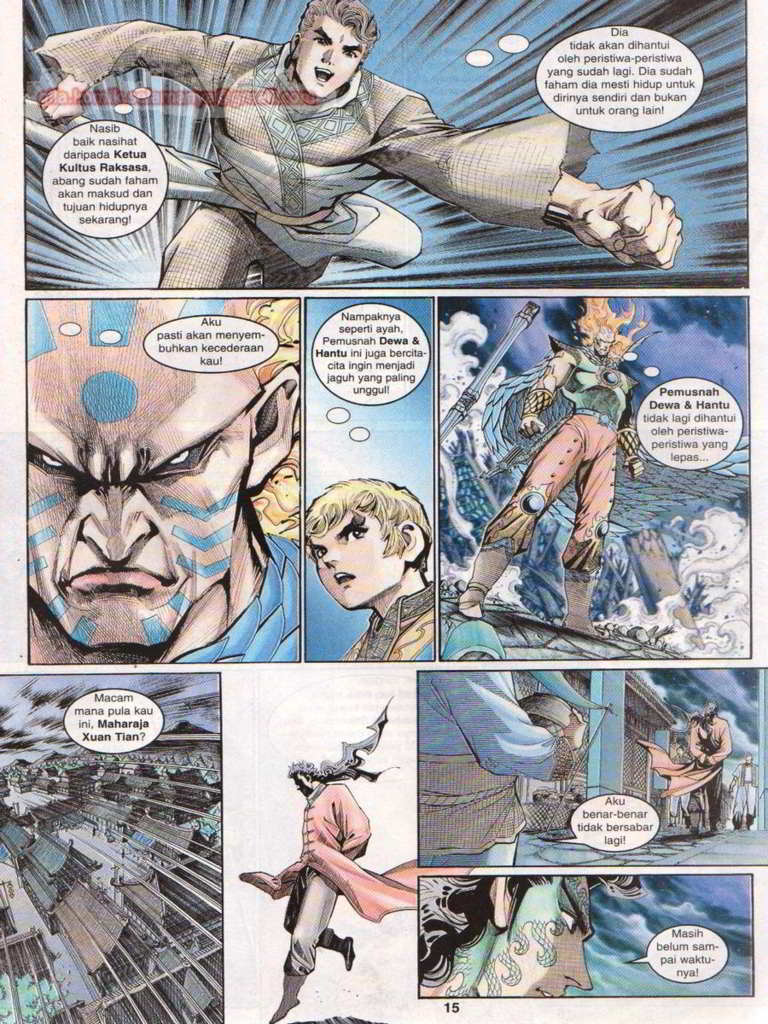 Dia
tidak akan dihantui
oleh peristiwa-peristiwa
yang sudah lagi. Dia sudah
faham dia mesti hidup untuk
dirinya sendiri dan bukan
untuk orang lain!
Nasib
baik nasihat
daripada Ketua
Kultus Raksasa,
abang sudah faham
akan maksud dan
tujuan hidupnya
sekarang!
Aku
pasti akan menyem-
buhkan kecederaan
kau!
Nampaknya
seperti ayah,
Pemusnah Dewa &
Hantu ini juga bercita-
cita ingin menjadi
jaguh yang paling
unggul!
Pemusnah
Dewa & Hantu
tidak lagi dihantui
oleh peristiwa-
peristiwa yang
lepas...
Macam
mana pula kau
ini, Maharaja
Xuan Tian?
Aku
benar-benar
tidak bersabar
lagi!
Masih
belum sam-
pai waktu-
nya!
15